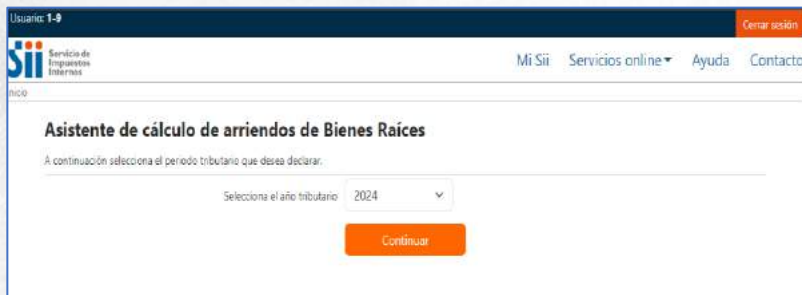 Usuario: 1-9
Cerrar sesión
Sii Servicio de
Impuestos
Internos
Mi Sii Servicios online Ayuda Contacto
Inicio
Asistente de cálculo de arriendos de Bienes Raíces
A continuación selecciona el periodo tributario que desea declarar.
Selecciona el año tributario 2024
Continuar